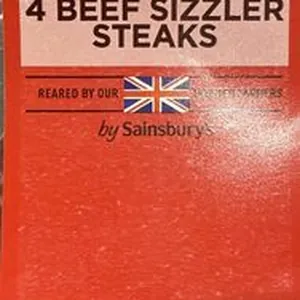 4 BEEF SIZZLER
STEAKS
REARED BY OUR
by Sainsbury's